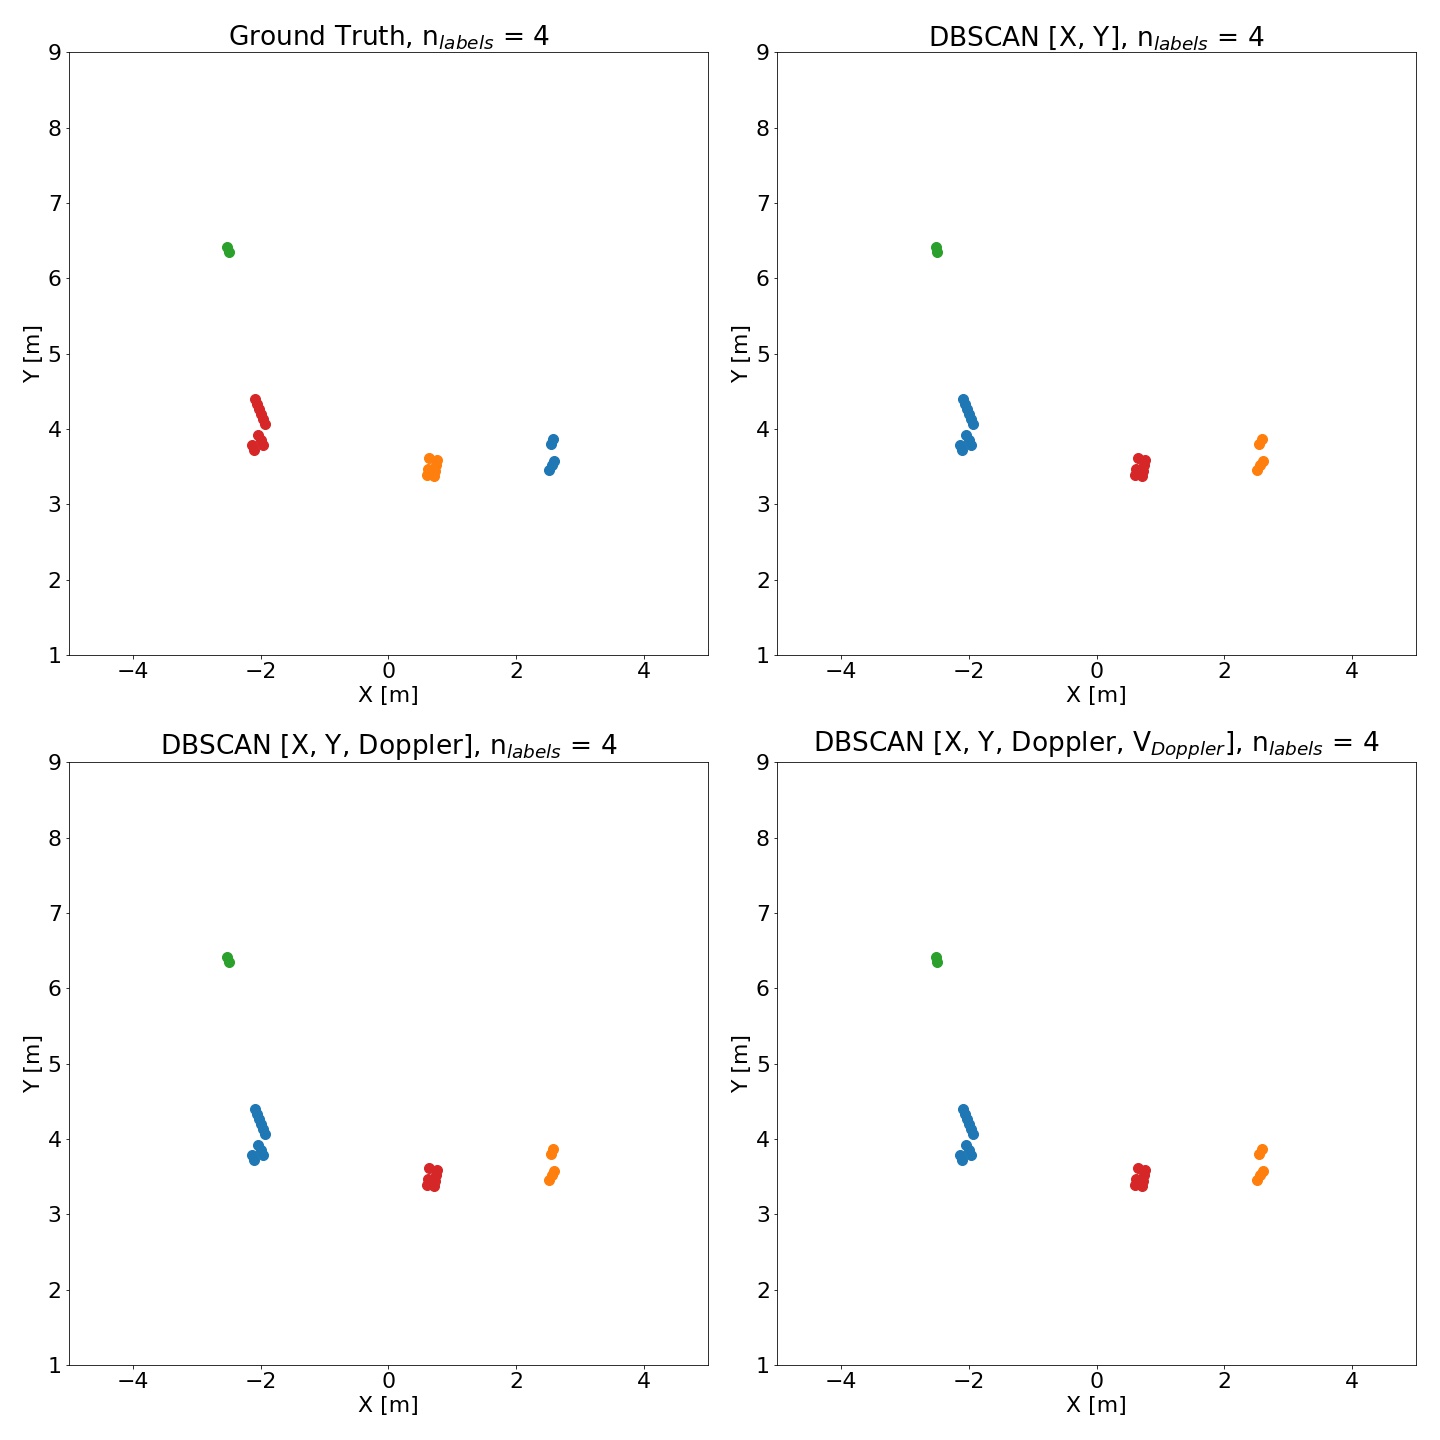 Ground Truth, n_labels = 4
9
8
7
6
5
4
3
2
1
Y [m]
−4 −2 0 2 4
X [m]
DBSCAN [X, Y], n_labels = 4
9
8
7
6
5
4
3
2
1
Y [m]
−4 −2 0 2 4
X [m]
DBSCAN [X, Y, Doppler], n_labels = 4
9
8
7
6
5
4
3
2
1
Y [m]
−4 −2 0 2 4
X [m]
DBSCAN [X, Y, Doppler, V_Doppler], n_labels = 4
9
8
7
6
5
4
3
2
1
Y [m]
−4 −2 0 2 4
X [m]